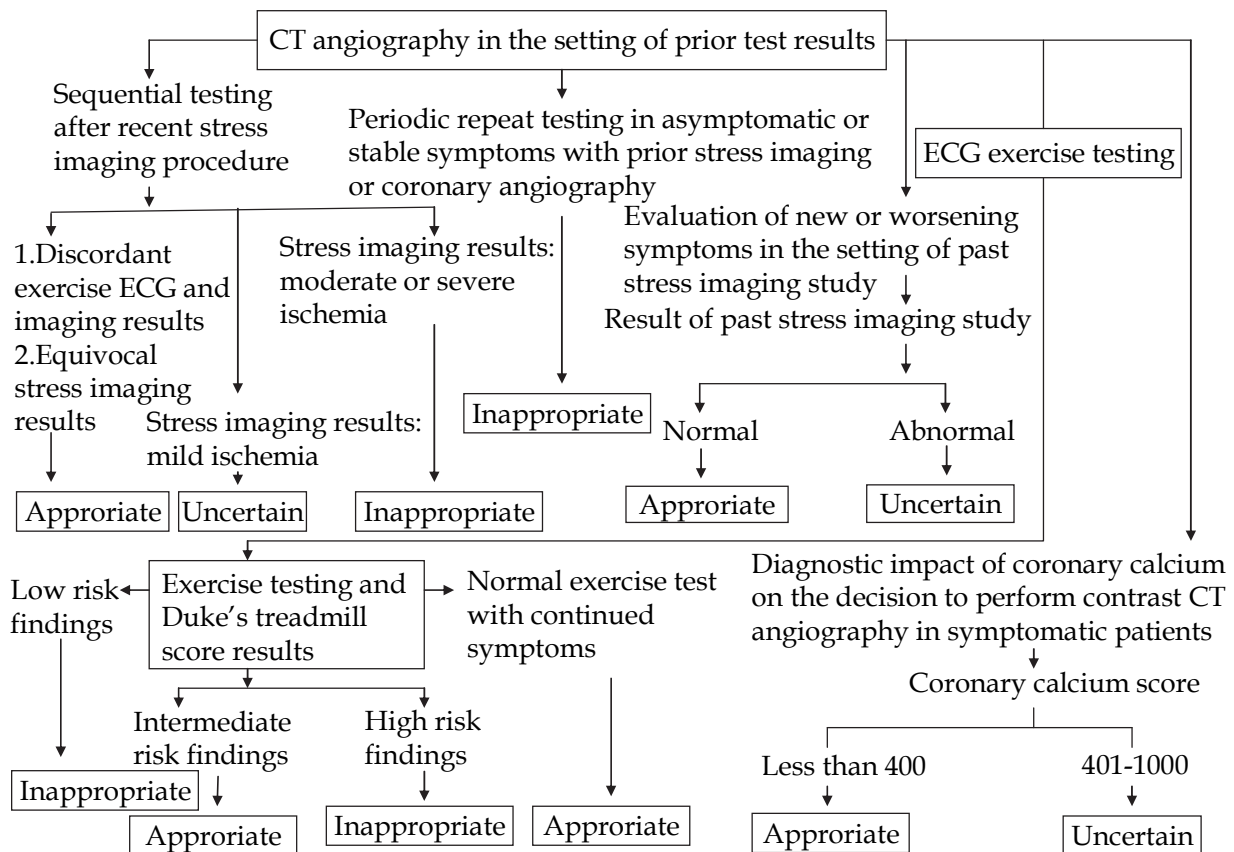 CT angiography in the setting of prior test results
Sequential testing
after recent stress
imaging procedure
Periodic repeat testing in asymptomatic or
stable symptoms with prior stress imaging
or coronary angiography
ECG exercise testing
Evaluation of new or worsening
symptoms in the setting of past
stress imaging study
Result of past stress imaging study
1.Discordant
exercise ECG and
imaging results
2.Equivocal
stress imaging
results
Stress imaging results:
moderate or severe
ischemia
Stress imaging results:
mild ischemia
Inappropriate
Normal
Abnormal
Approriate
Uncertain
Inappropriate
Approriate
Uncertain
Low risk
findings
Exercise testing and
Duke's treadmill
score results
Normal exercise test
with continued
symptoms
Diagnostic impact of coronary calcium
on the decision to perform contrast CT
angiography in symptomatic patients
Coronary calcium score
Intermediate
risk findings
High risk
findings
Less than 400
401-1000
Inappropriate
Approriate
Inappropriate
Approriate
Approriate
Uncertain